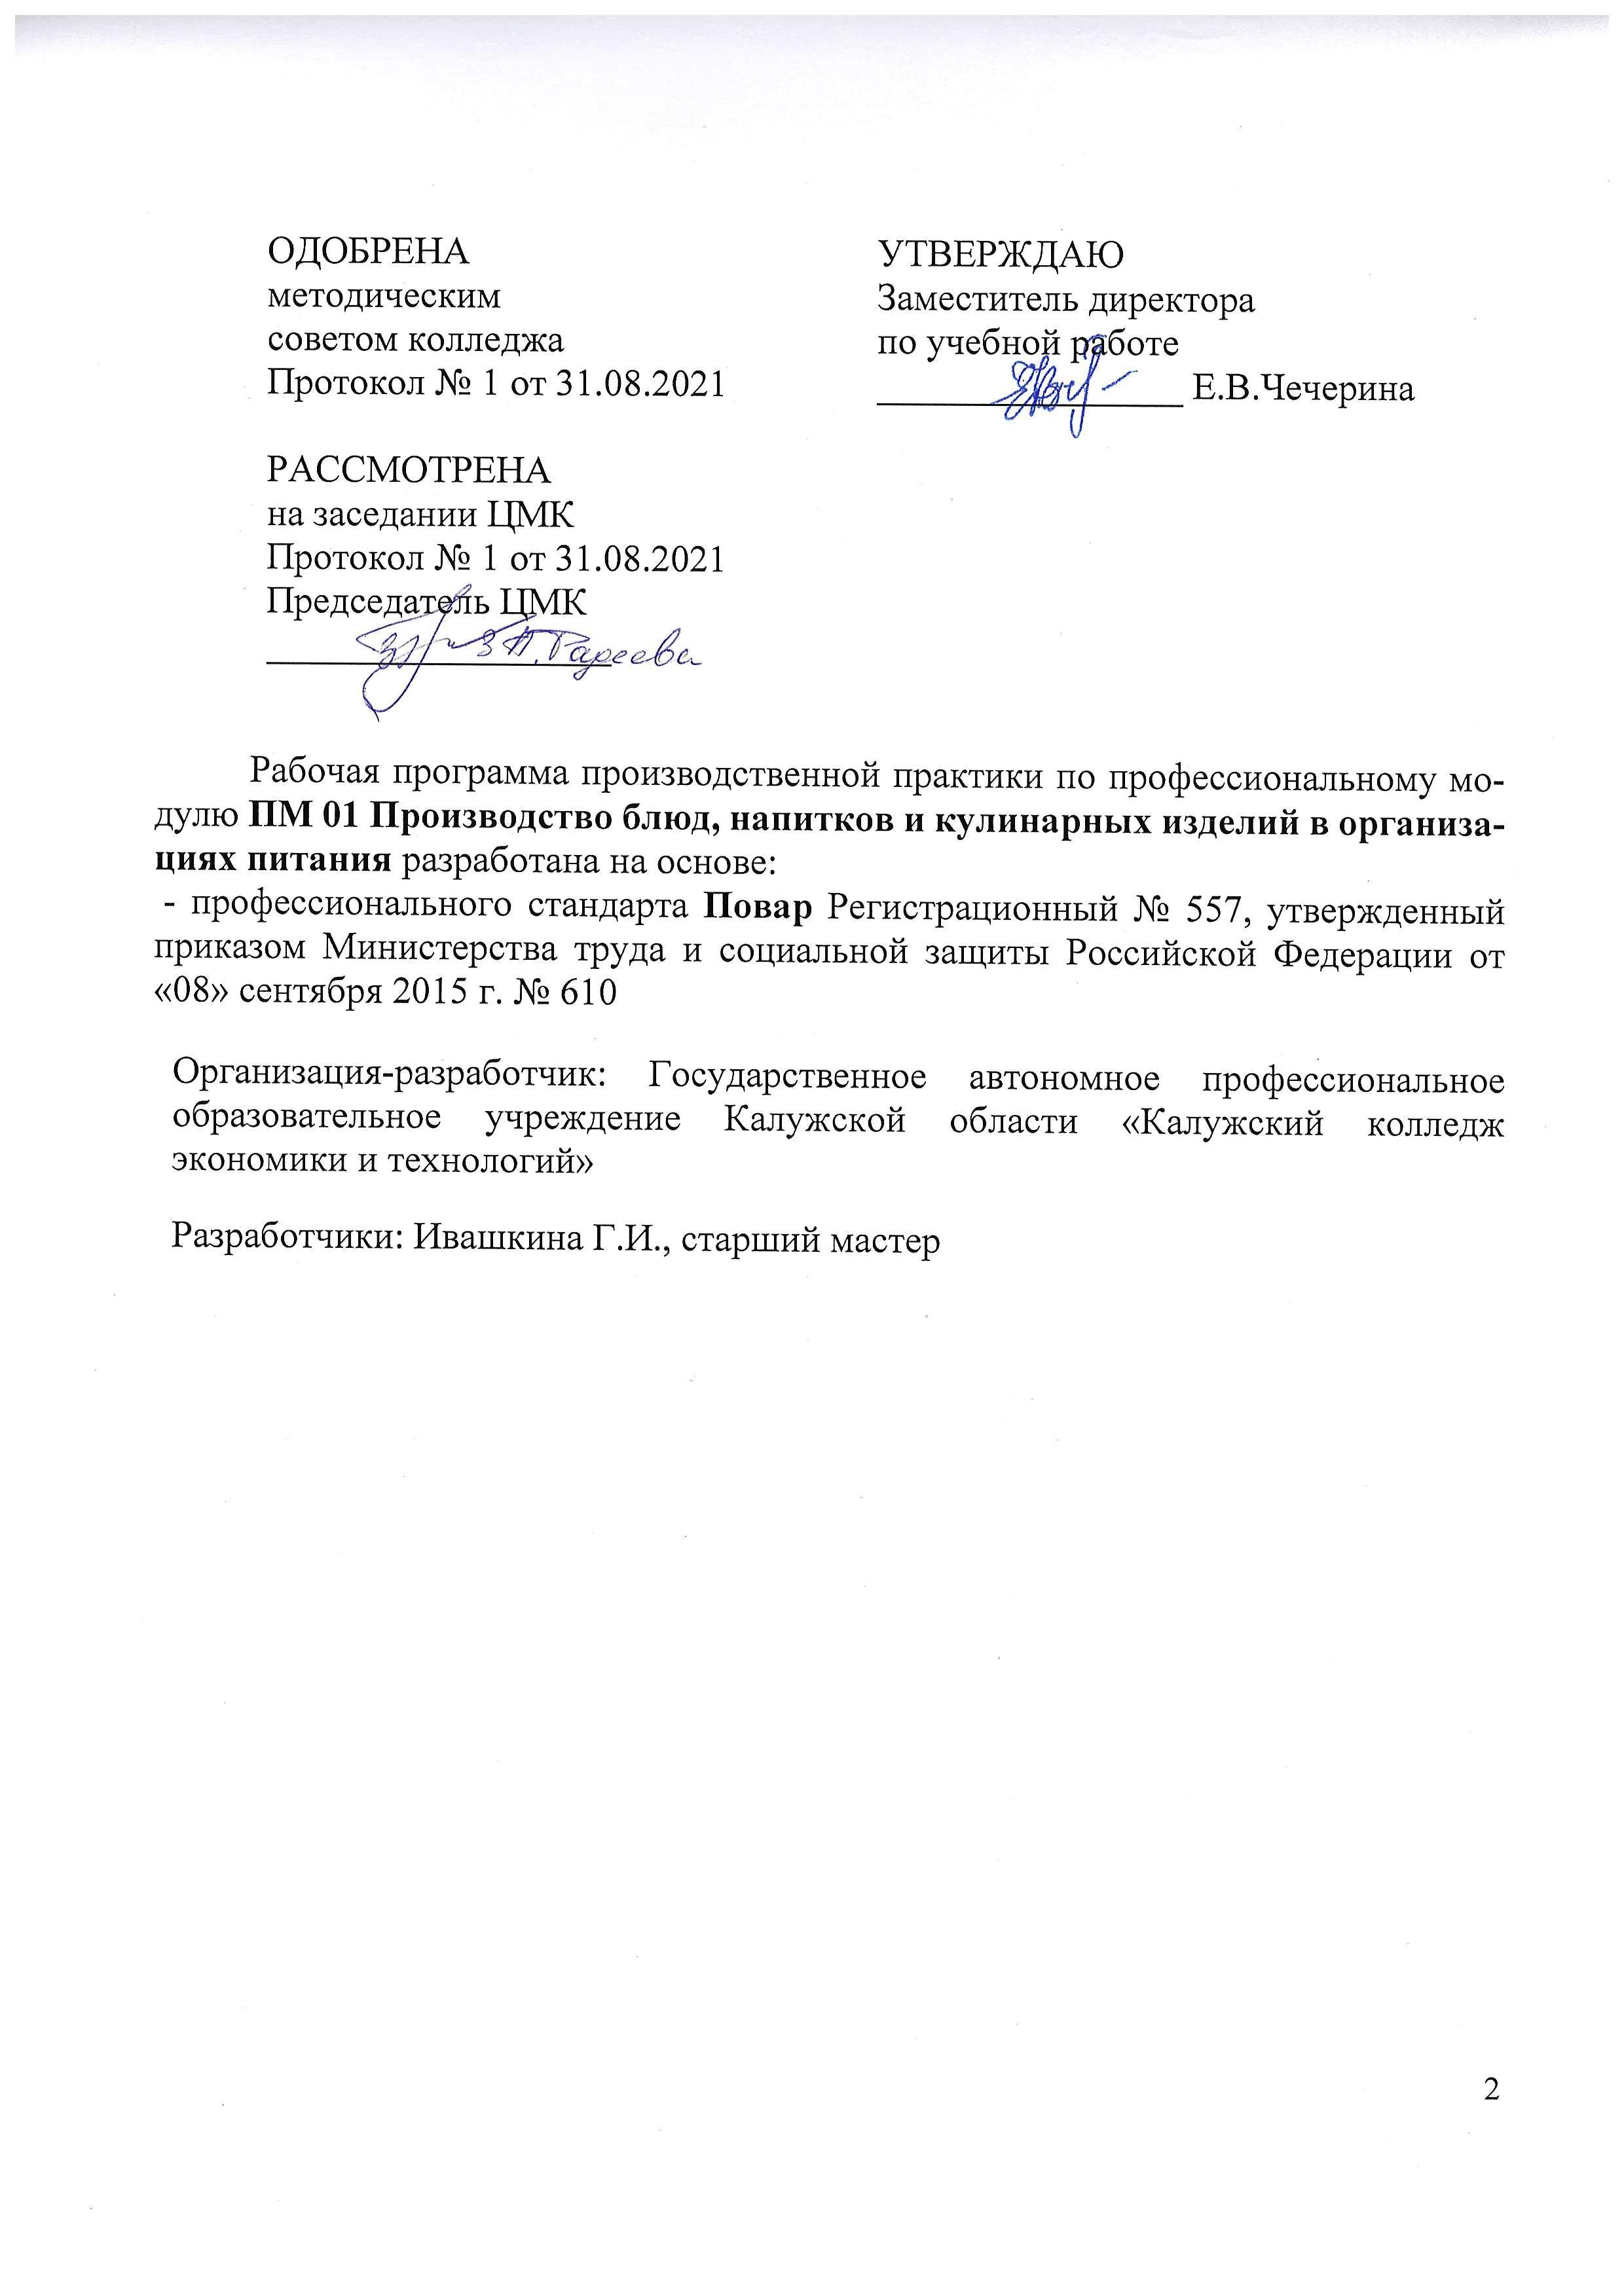 ОДОБРЕНА
методическим
советом колледжа
Протокол № 1 от 31.08.2021
УТВЕРЖДАЮ
Заместитель директора
по учебной работе
Е.В.Чечерина
РАССМОТРЕНА
на заседании ЦМК
Протокол № 1 от 31.08.2021
Председатель ЦМК
Рабочая программа производственной практики по профессиональному мо-
дулю ПМ 01 Производство блюд, напитков и кулинарных изделий в организа-
циях питания разработана на основе:
- профессионального стандарта Повар Регистрационный № 557, утвержденный
приказом Министерства труда и социальной защиты Российской Федерации от
«08» сентября 2015 г. № 610
Организация-разработчик: Государственное автономное профессиональное
образовательное учреждение Калужской области «Калужский колледж
экономики и технологий»
Разработчики: Ивашкина Г.И., старший мастер
2